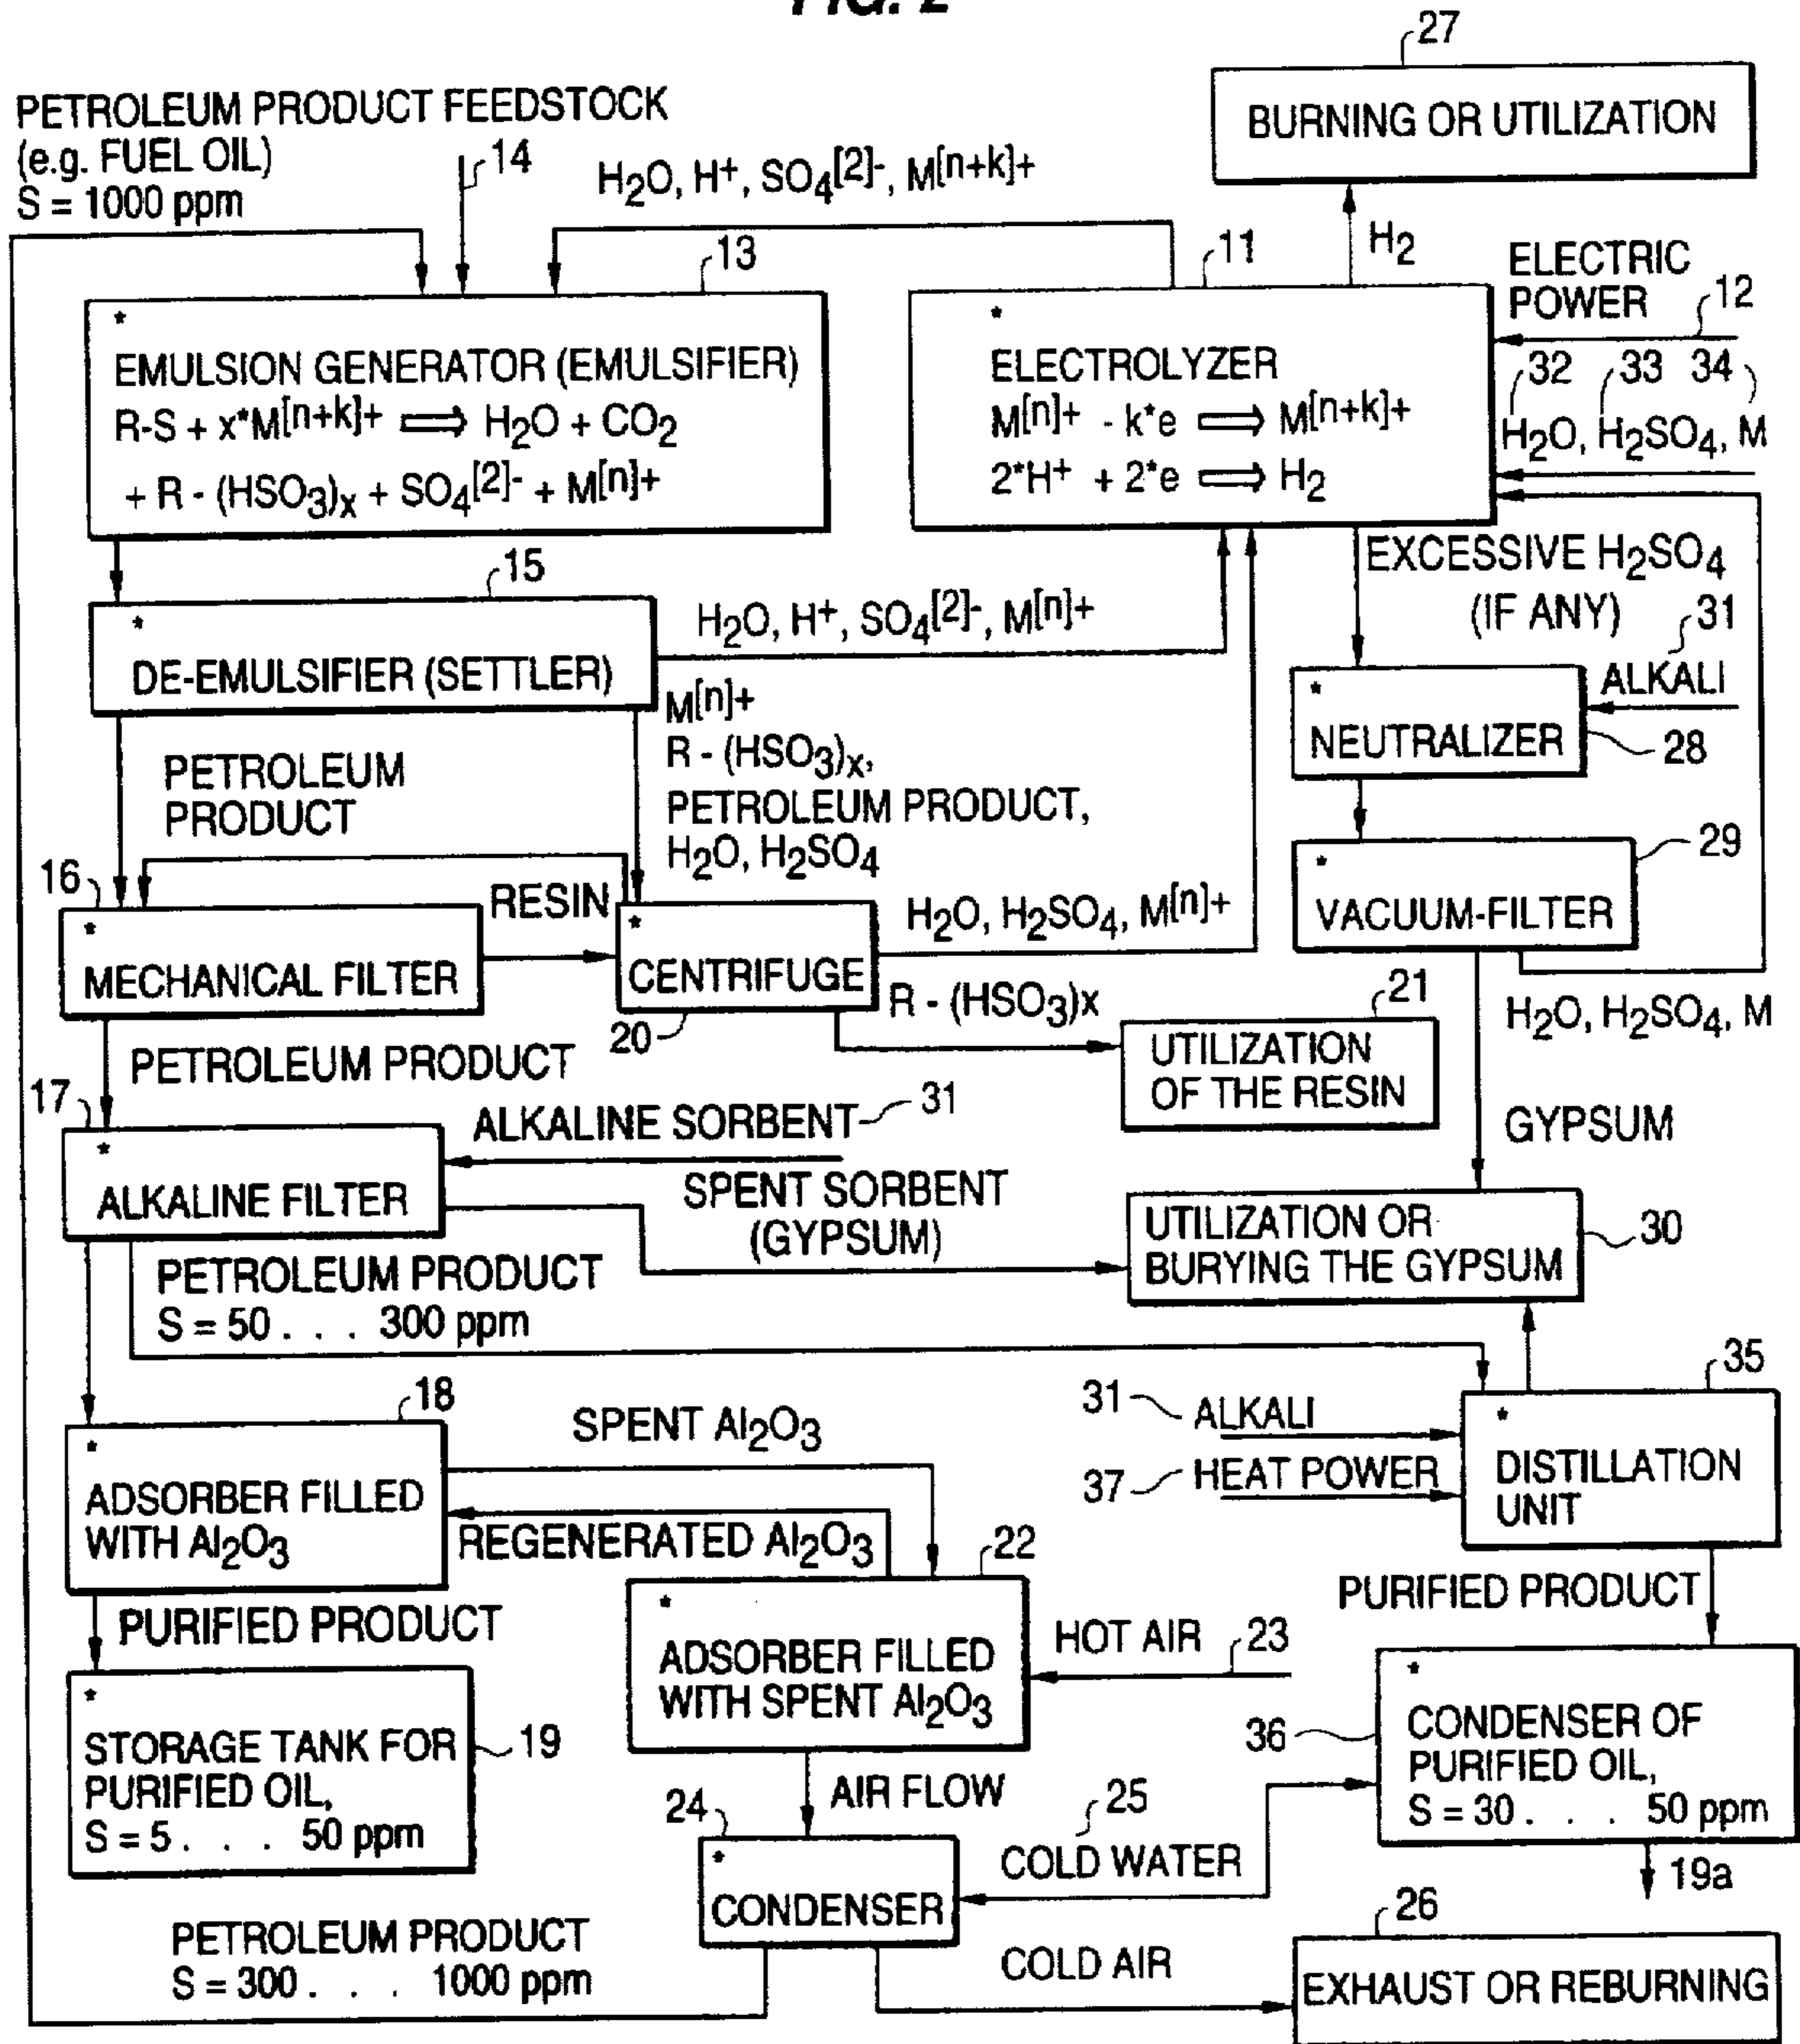 FIG. 2
27
BURNING OR UTILIZATION
PETROLEUM PRODUCT FEEDSTOCK
(e.g. FUEL OIL)
S = 1000 ppm
14
H2O, H+, SO4[2]-, M[n+k]+
H2
13
11
ELECTRIC
POWER
12
*
EMULSION GENERATOR (EMULSIFIER)
R-S + x*M[n+k]+ ⇒ H2O + CO2
+ R - (HSO3)x + SO4[2]- + M[n]+
*
ELECTROLYZER
M[n]+ - k*e ⇒ M[n+k]+
2*H+ + 2*e ⇒ H2
32 33 34
H2O, H2SO4, M
EXCESSIVE H2SO4
(IF ANY)
31
ALKALI
15
*
DE-EMULSIFIER (SETTLER)
H2O, H+, SO4[2]-, M[n]+
*
NEUTRALIZER
28
PETROLEUM
PRODUCT
M[n]+
R - (HSO3)x,
PETROLEUM PRODUCT,
H2O, H2SO4
29
*
VACUUM-FILTER
16
*
MECHANICAL FILTER
RESIN
*
CENTRIFUGE
20
H2O, H2SO4, M[n]+
R - (HSO3)x
21
UTILIZATION
OF THE RESIN
H2O, H2SO4, M
GYPSUM
PETROLEUM PRODUCT
17
*
ALKALINE FILTER
ALKALINE SORBENT
31
SPENT SORBENT
(GYPSUM)
UTILIZATION OR
BURYING THE GYPSUM
30
PETROLEUM PRODUCT
S = 50 . . . 300 ppm
18
*
ADSORBER FILLED
WITH Al2O3
SPENT Al2O3
REGENERATED Al2O3
31
ALKALI
37
HEAT POWER
35
*
DISTILLATION
UNIT
22
*
ADSORBER FILLED
WITH SPENT Al2O3
HOT AIR
23
PURIFIED PRODUCT
PURIFIED PRODUCT
*
STORAGE TANK FOR
PURIFIED OIL,
S = 5 . . . 50 ppm
19
36
*
CONDENSER OF
PURIFIED OIL,
S = 30 . . . 50 ppm
19a
AIR FLOW
24
*
CONDENSER
25
COLD WATER
COLD AIR
26
EXHAUST OR REBURNING
PETROLEUM PRODUCT
S = 300 . . . 1000 ppm